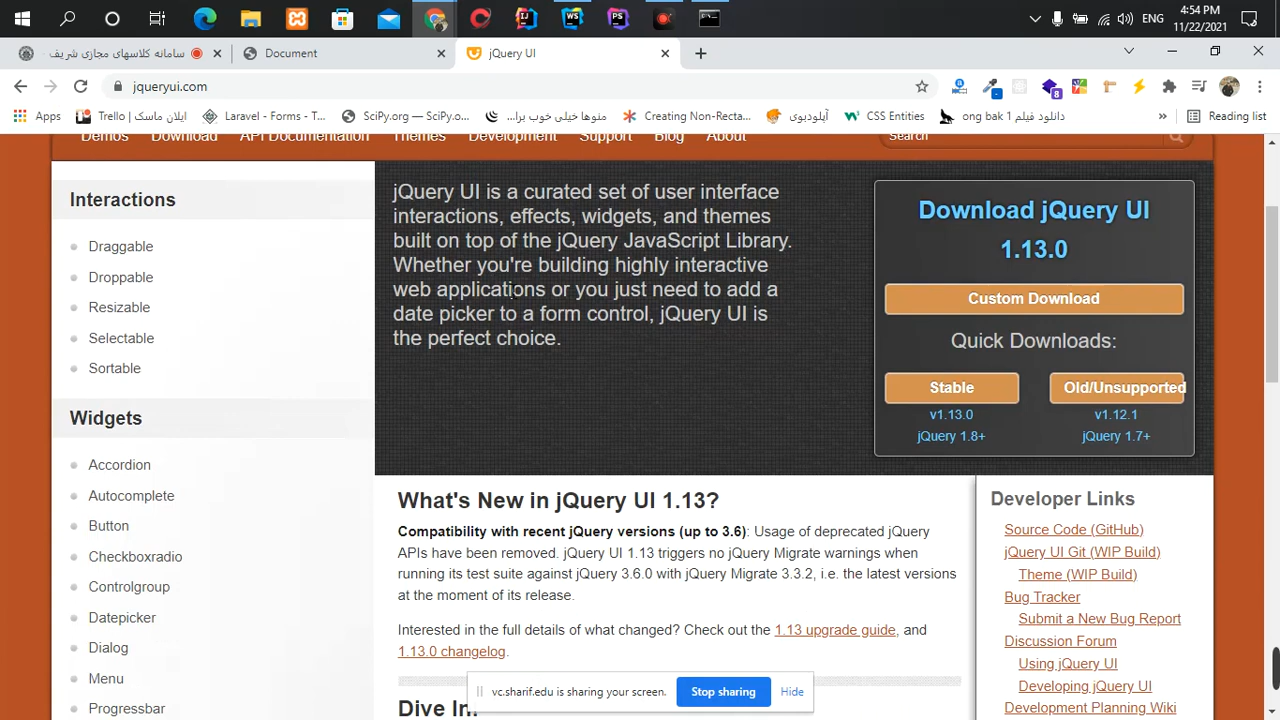 ENG
4:54 PM
11/22/2021
سامانه کلاسهای مجازی شریف
Document
jQuery UI
jqueryui.com
Apps
Trello | ایلان ماسک
Laravel - Forms - T...
SciPy.org — SciPy.o...
منوها خیلی خوب برا...
Creating Non-Recta...
آپلودبوی
CSS Entities
دانلود فیلم ong bak 1
»
Reading list
Demos
Download
API Documentation
Themes
Development
Support
Blog
About
Search
Interactions
Draggable
Droppable
Resizable
Selectable
Sortable
Widgets
Accordion
Autocomplete
Button
Checkboxradio
Controlgroup
Datepicker
Dialog
Menu
Progressbar
jQuery UI is a curated set of user interface
interactions, effects, widgets, and themes
built on top of the jQuery JavaScript Library.
Whether you're building highly interactive
web applications or you just need to add a
date picker to a form control, jQuery UI is
the perfect choice.
Download jQuery UI
1.13.0
Custom Download
Quick Downloads:
Stable
Old/Unsupported
v1.13.0
v1.12.1
jQuery 1.8+
jQuery 1.7+
What's New in jQuery UI 1.13?
Compatibility with recent jQuery versions (up to 3.6): Usage of deprecated jQuery
APIs have been removed. jQuery UI 1.13 triggers no jQuery Migrate warnings when
running its test suite against jQuery 3.6.0 with jQuery Migrate 3.3.2, i.e. the latest versions
at the moment of its release.
Interested in the full details of what changed? Check out the 1.13 upgrade guide, and
1.13.0 changelog.
Dive In!
Developer Links
Source Code (GitHub)
jQuery UI Git (WIP Build)
Theme (WIP Build)
Bug Tracker
Submit a New Bug Report
Discussion Forum
Using jQuery UI
Developing jQuery UI
Development Planning Wiki
vc.sharif.edu is sharing your screen.
Stop sharing
Hide